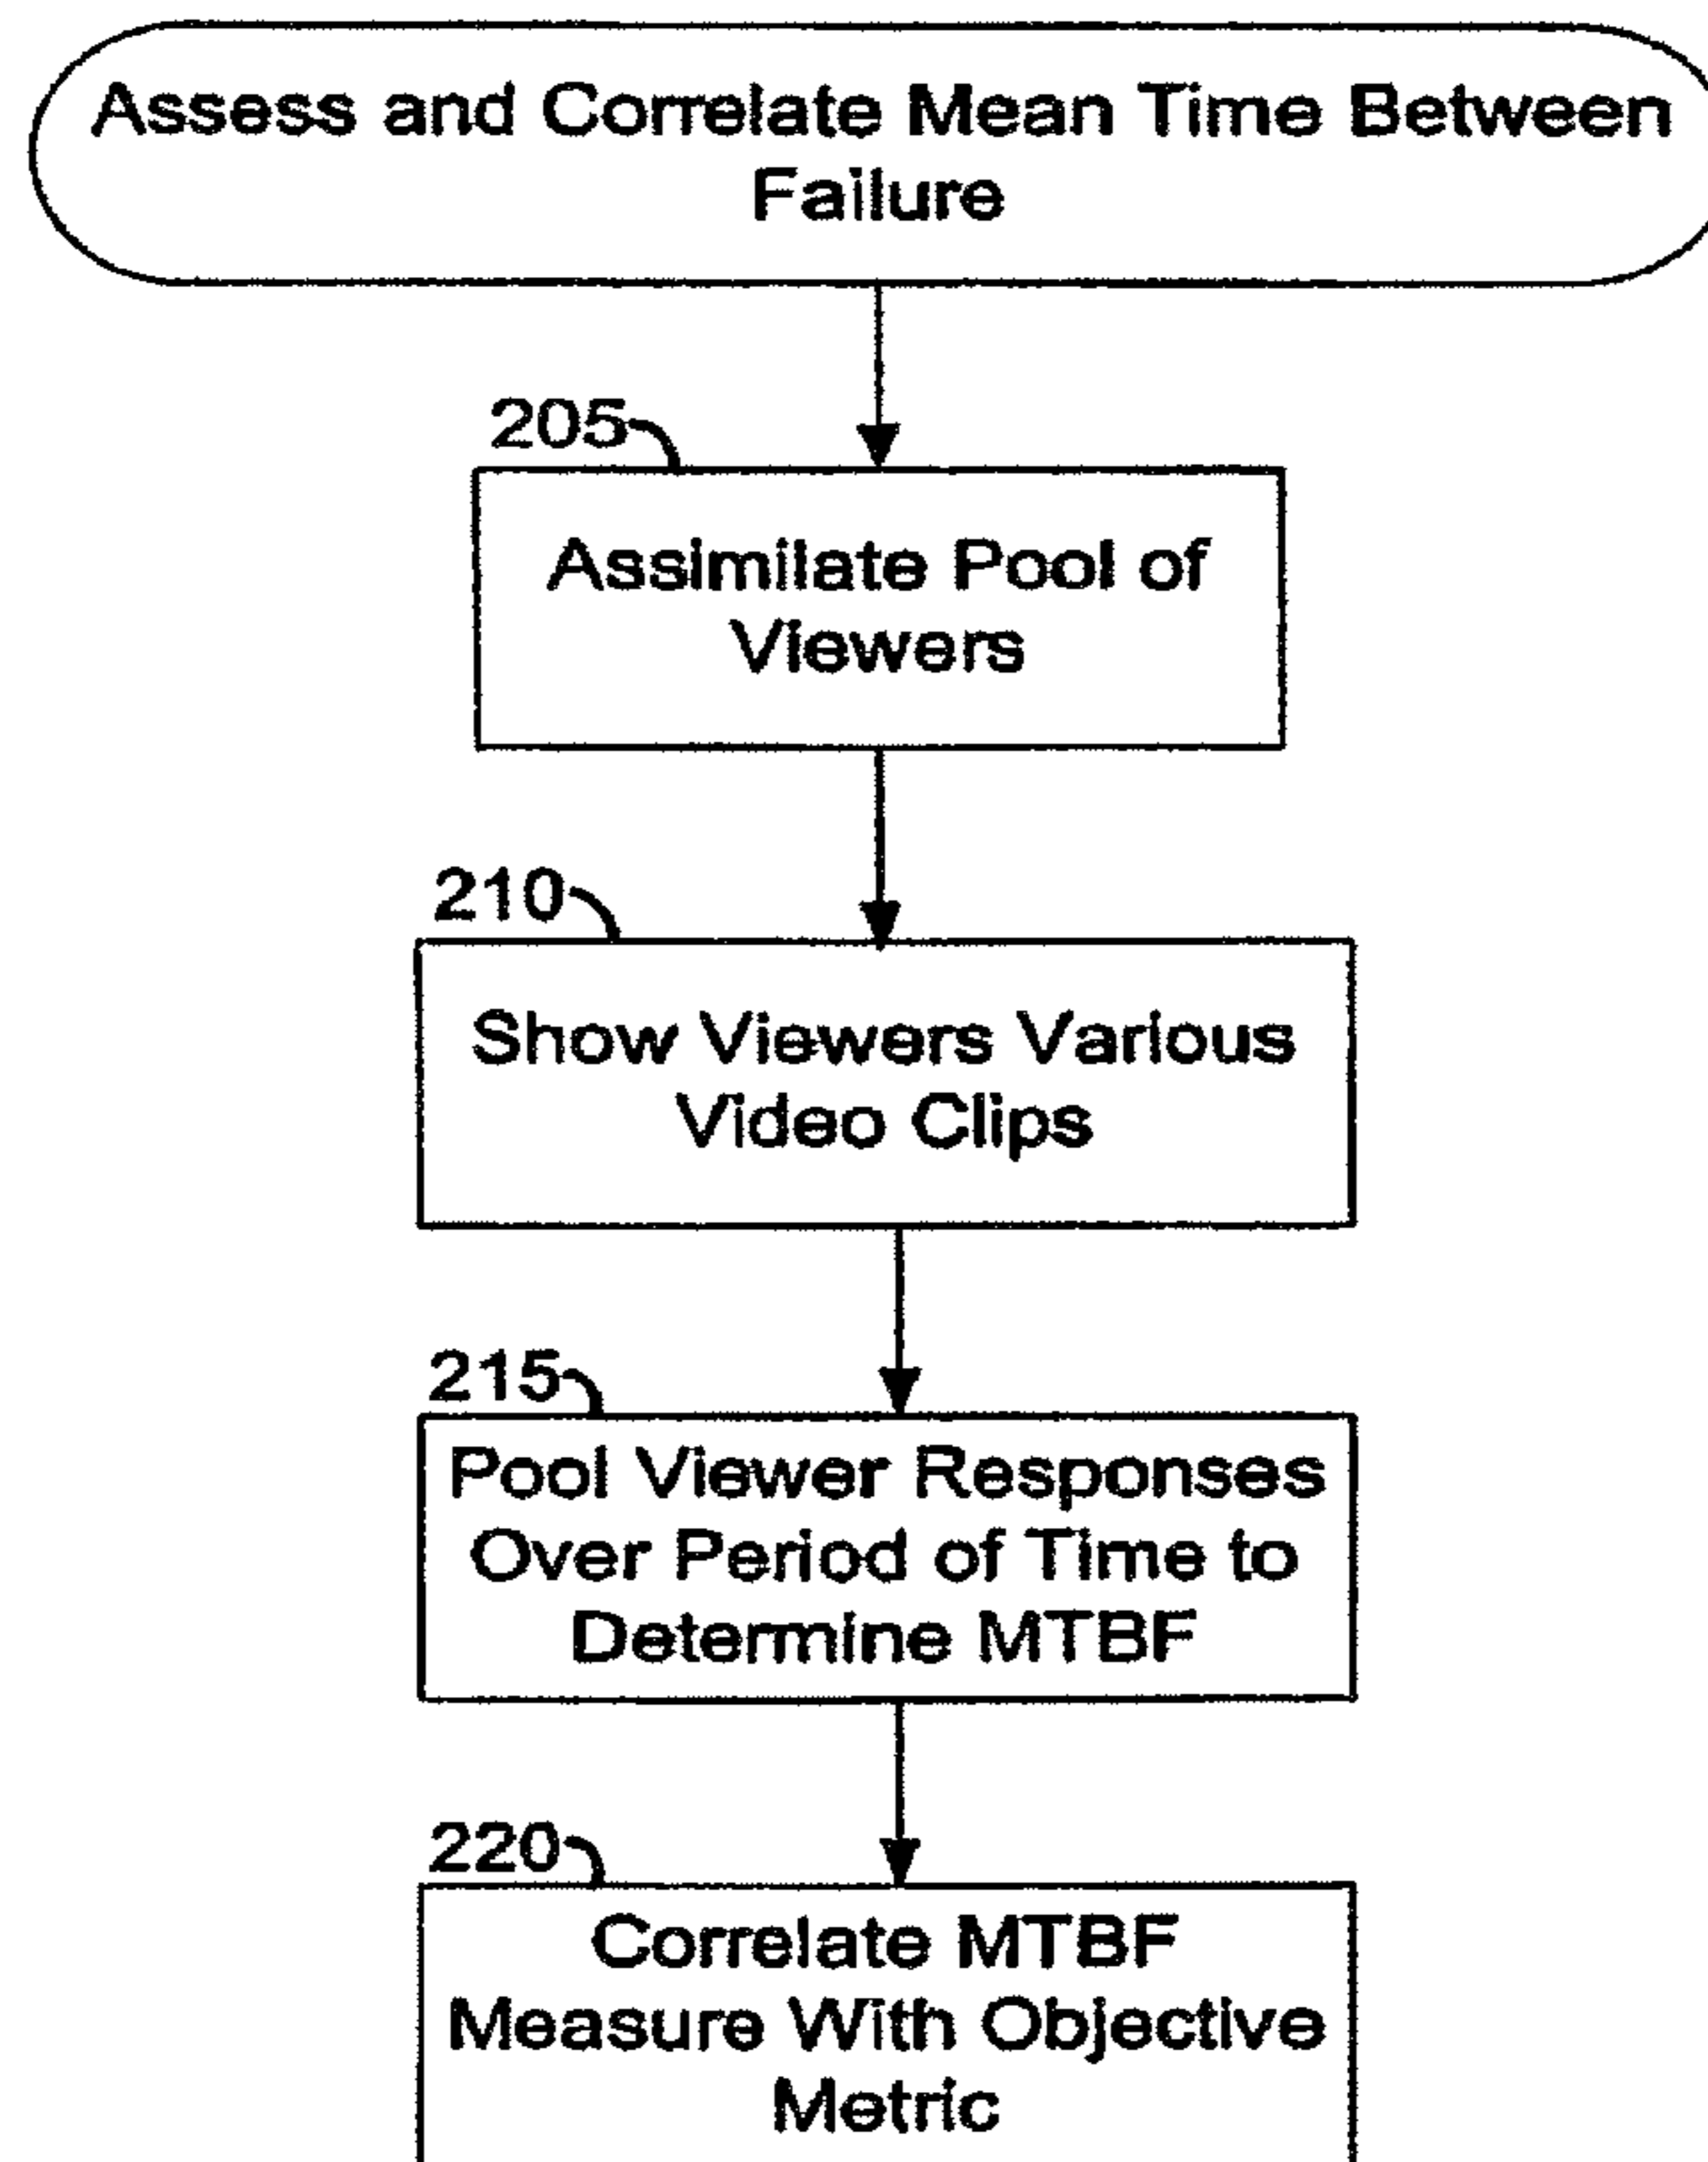 Assess and Correlate Mean Time Between
Failure
205
Assimilate Pool of
Viewers
210
Show Viewers Various
Video Clips
215
Pool Viewer Responses
Over Period of Time to
Determine MTBF
220
Correlate MTBF
Measure With Objective
Metric